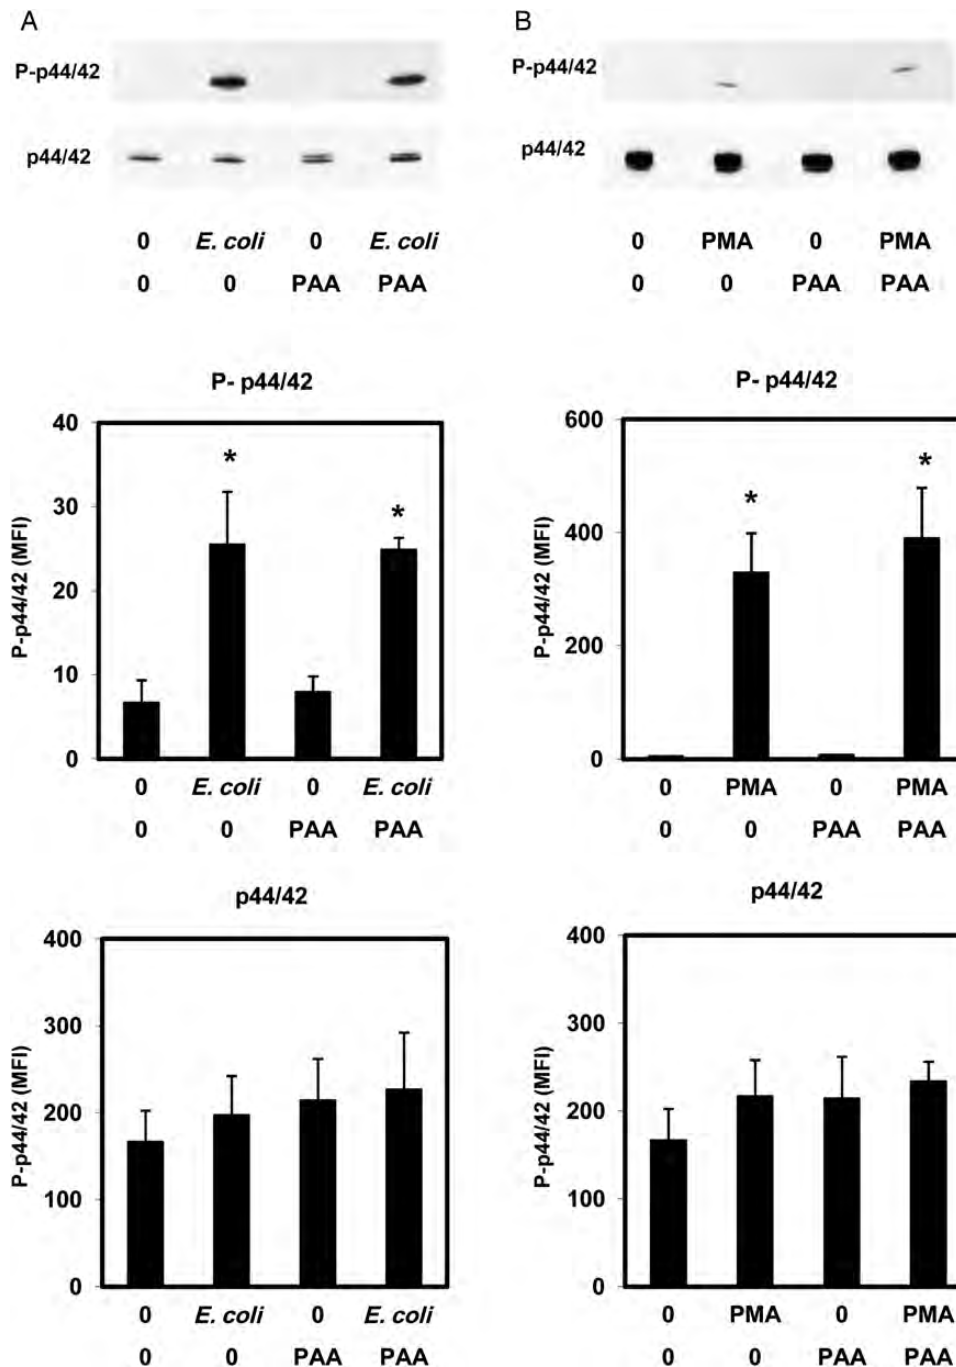 A
P-p44/42
p44/42
0 E. coli 0 E. coli
0 0 PAA PAA
P- p44/42
P-p44/42 (MFI)
40
*
*
30
20
10
0
0 E. coli 0 E. coli
0 0 PAA PAA
p44/42
P-p44/42 (MFI)
400
300
200
100
0
0 E. coli 0 E. coli
0 0 PAA PAA
B
P-p44/42
p44/42
0 PMA 0 PMA
0 0 PAA PAA
P- p44/42
P-p44/42 (MFI)
600
*
*
400
200
0
0 PMA 0 PMA
0 0 PAA PAA
p44/42
P-p44/42 (MFI)
400
300
200
100
0
0 PMA 0 PMA
0 0 PAA PAA